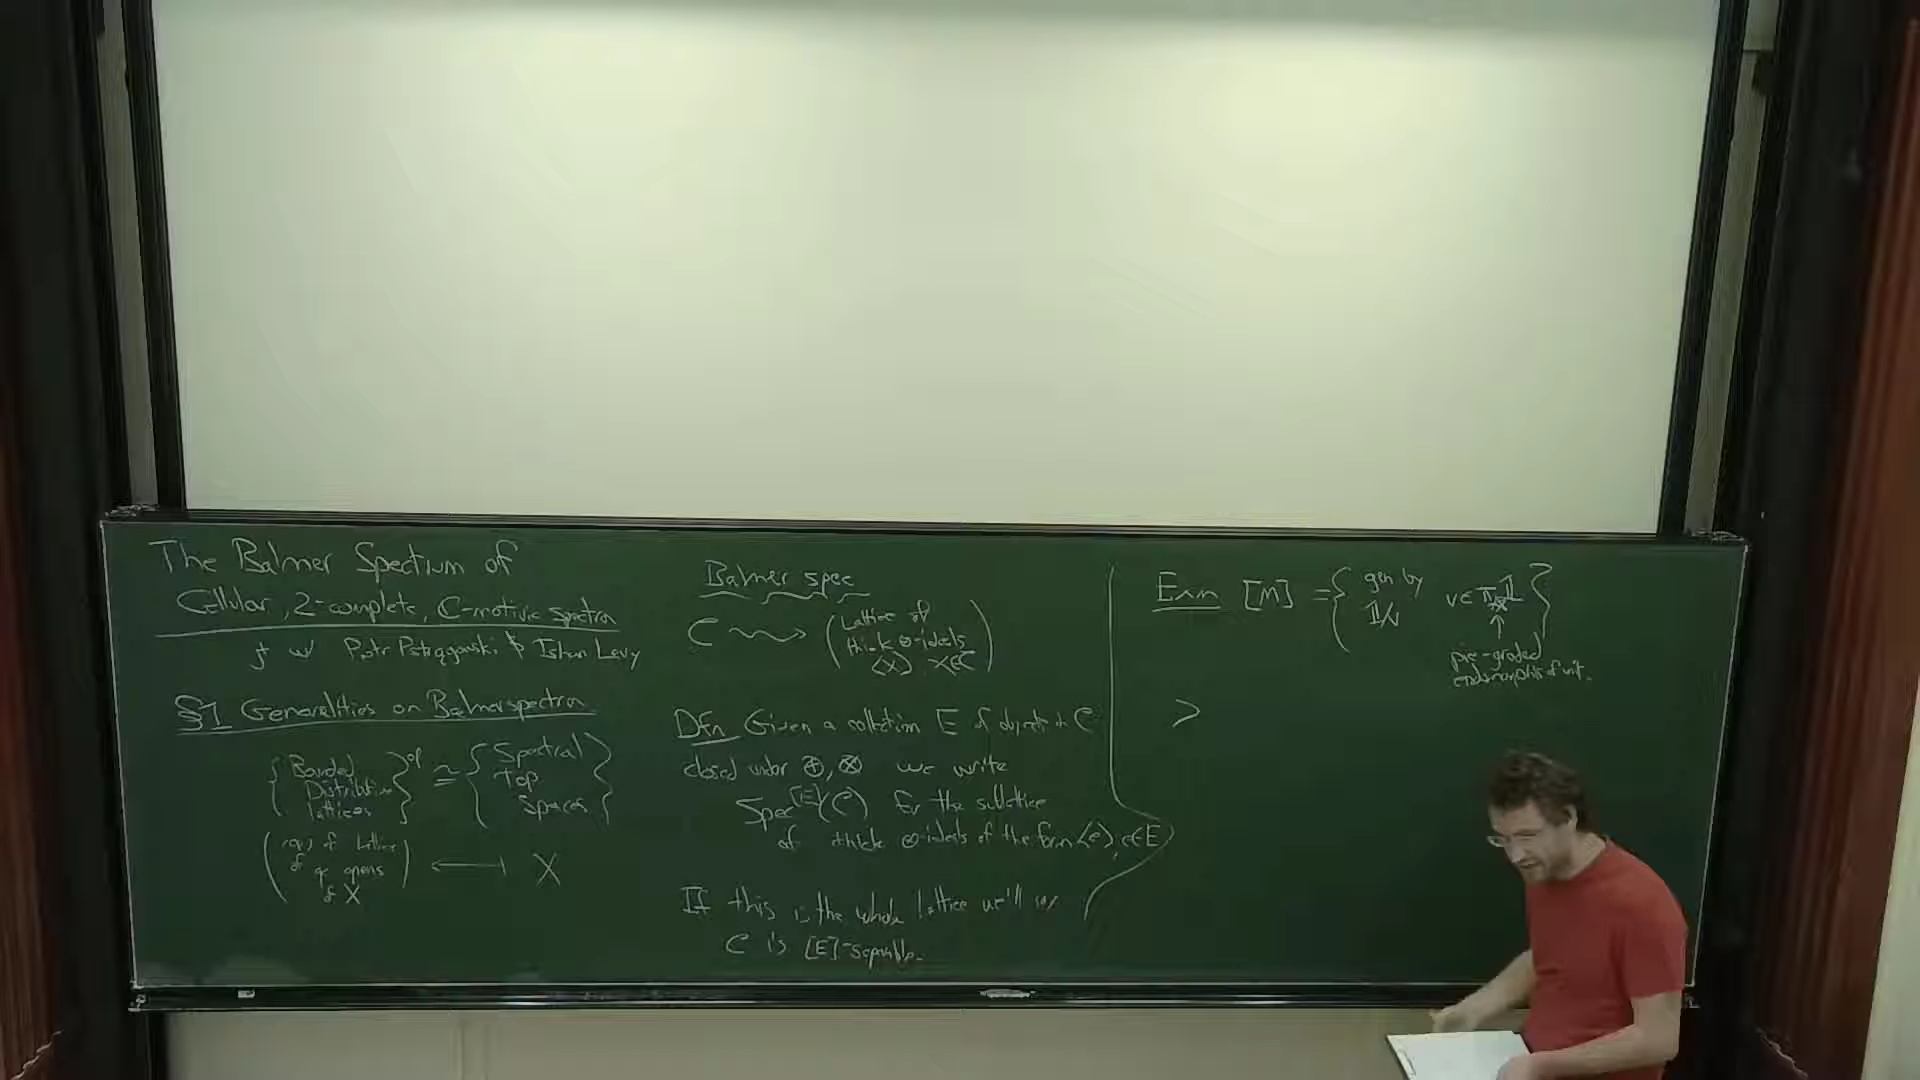 The Balmer Spectrum of
Cellular, 2-complete, C-motivic spectra
jt w/ Piotr Pstrągowski & Ishan Levy
§1 Generalities on Balmer spectra
{ Bounded Distributive lattices }^op ≃ { Spectral Top Spaces }
( of lattice of qc opens of X ) ⟷ X
Balmer spec
C ⇝ ( Lattice of
thick ⊗-ideals
⟨X⟩ X∈C )
Dfn Given a collection E of objects in C
closed under ⊕, ⊗ we write
Spec^[E](C) for the sublattice
of thick ⊗-ideals of the form ⟨e⟩, e∈E
If this is the whole lattice we'll say
C is [E]-separable.
Exm [M] = { gen by 1/v v ∈ π_⊛ 1 }
pic-graded
endomorphisms of unit.
>